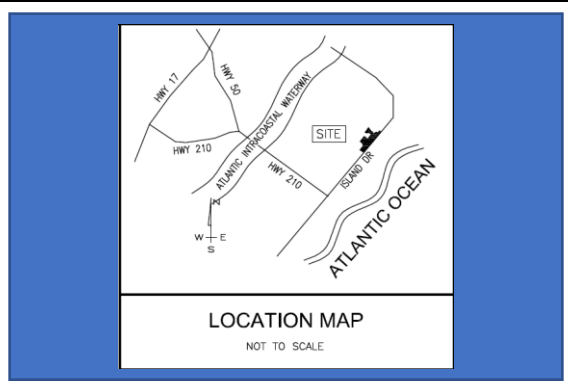 HWY 17
HWY 50
HWY 210
ATLANTIC INTRACOASTAL WATERWAY
SITE
HWY 210
ISLAND DR
ATLANTIC OCEAN
N
W E
S
LOCATION MAP
NOT TO SCALE